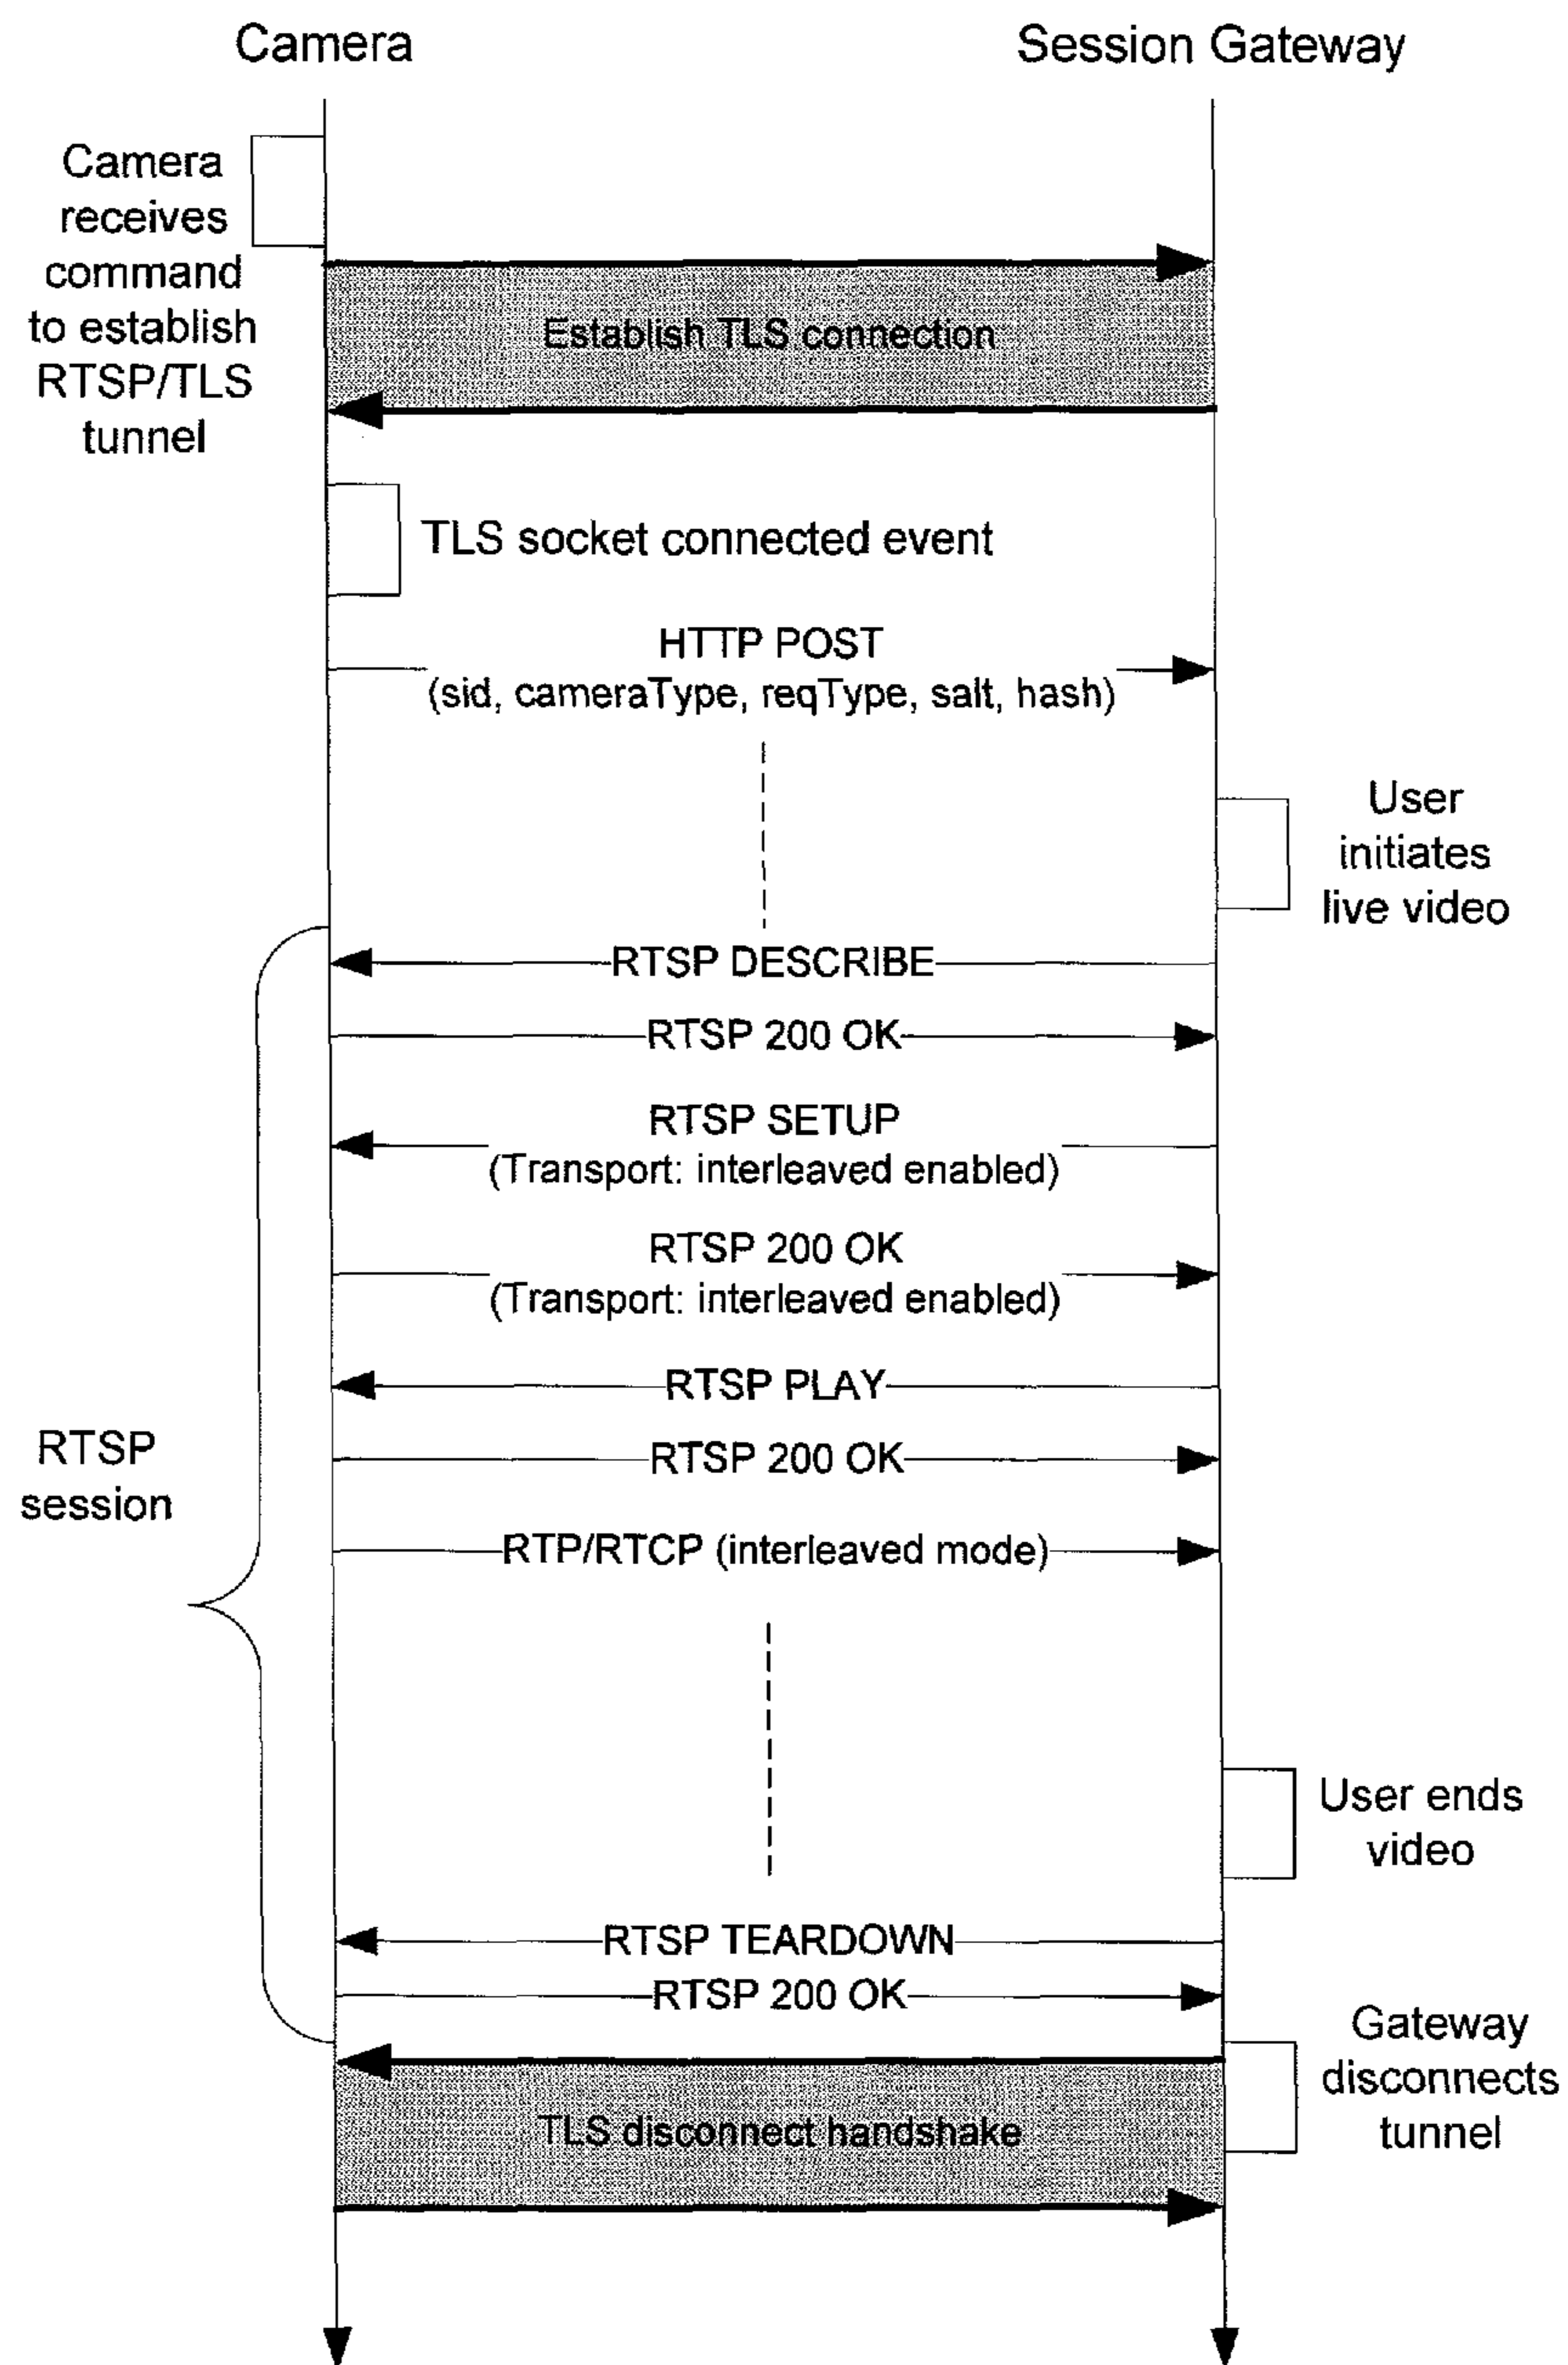 Camera
Session Gateway
Camera
receives
command
to establish
RTSP/TLS
tunnel
Establish TLS connection
TLS socket connected event
HTTP POST
(sid, cameraType, reqType, salt, hash)
User
initiates
live video
RTSP DESCRIBE
RTSP 200 OK
RTSP SETUP
(Transport: interleaved enabled)
RTSP 200 OK
(Transport: interleaved enabled)
RTSP PLAY
RTSP
session
RTSP 200 OK
RTP/RTCP (interleaved mode)
User ends
video
RTSP TEARDOWN
RTSP 200 OK
Gateway
disconnects
tunnel
TLS disconnect handshake